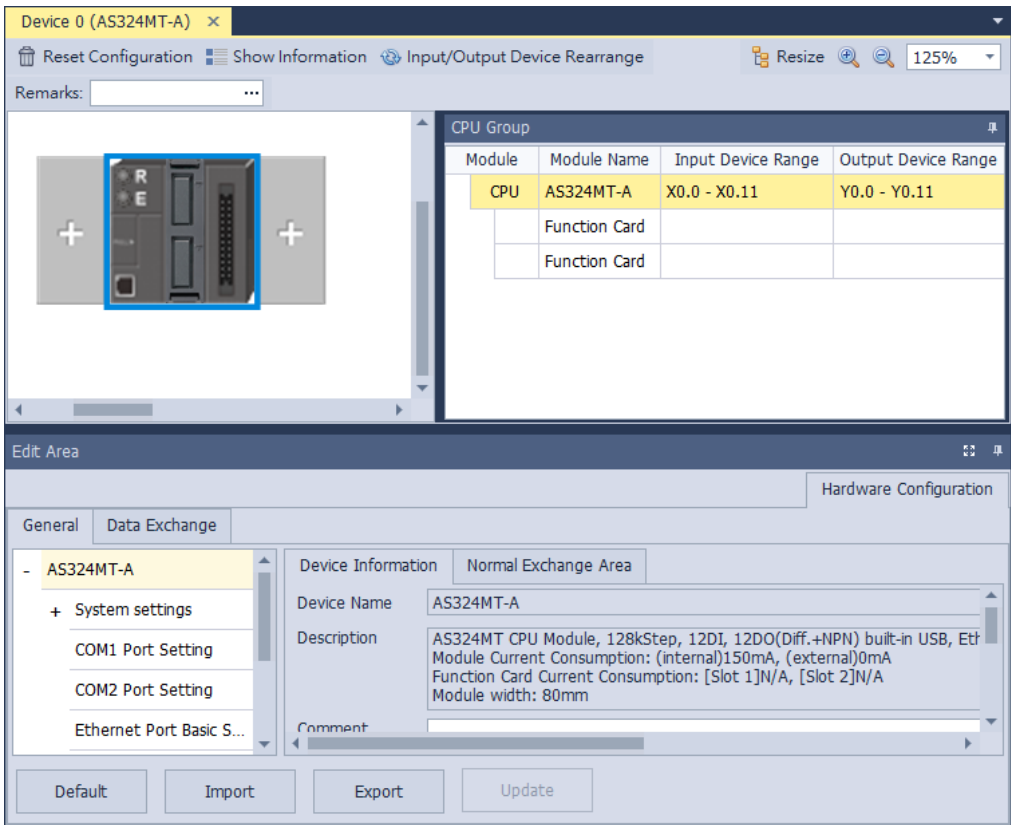 Device 0 (AS324MT-A) ×
Reset Configuration Show Information Input/Output Device Rearrange Resize 125%
Remarks: ...
CPU Group
Module Module Name Input Device Range Output Device Range
CPU AS324MT-A X0.0 - X0.11 Y0.0 - Y0.11
Function Card
Function Card
R
E
Edit Area
Hardware Configuration
General Data Exchange
- AS324MT-A
+ System settings
COM1 Port Setting
COM2 Port Setting
Ethernet Port Basic S...
Device Information Normal Exchange Area
Device Name AS324MT-A
Description AS324MT CPU Module, 128kStep, 12DI, 12DO(Diff.+NPN) built-in USB, Eth
Module Current Consumption: (internal)150mA, (external)0mA
Function Card Current Consumption: [Slot 1]N/A, [Slot 2]N/A
Module width: 80mm
Comment
Default Import Export Update